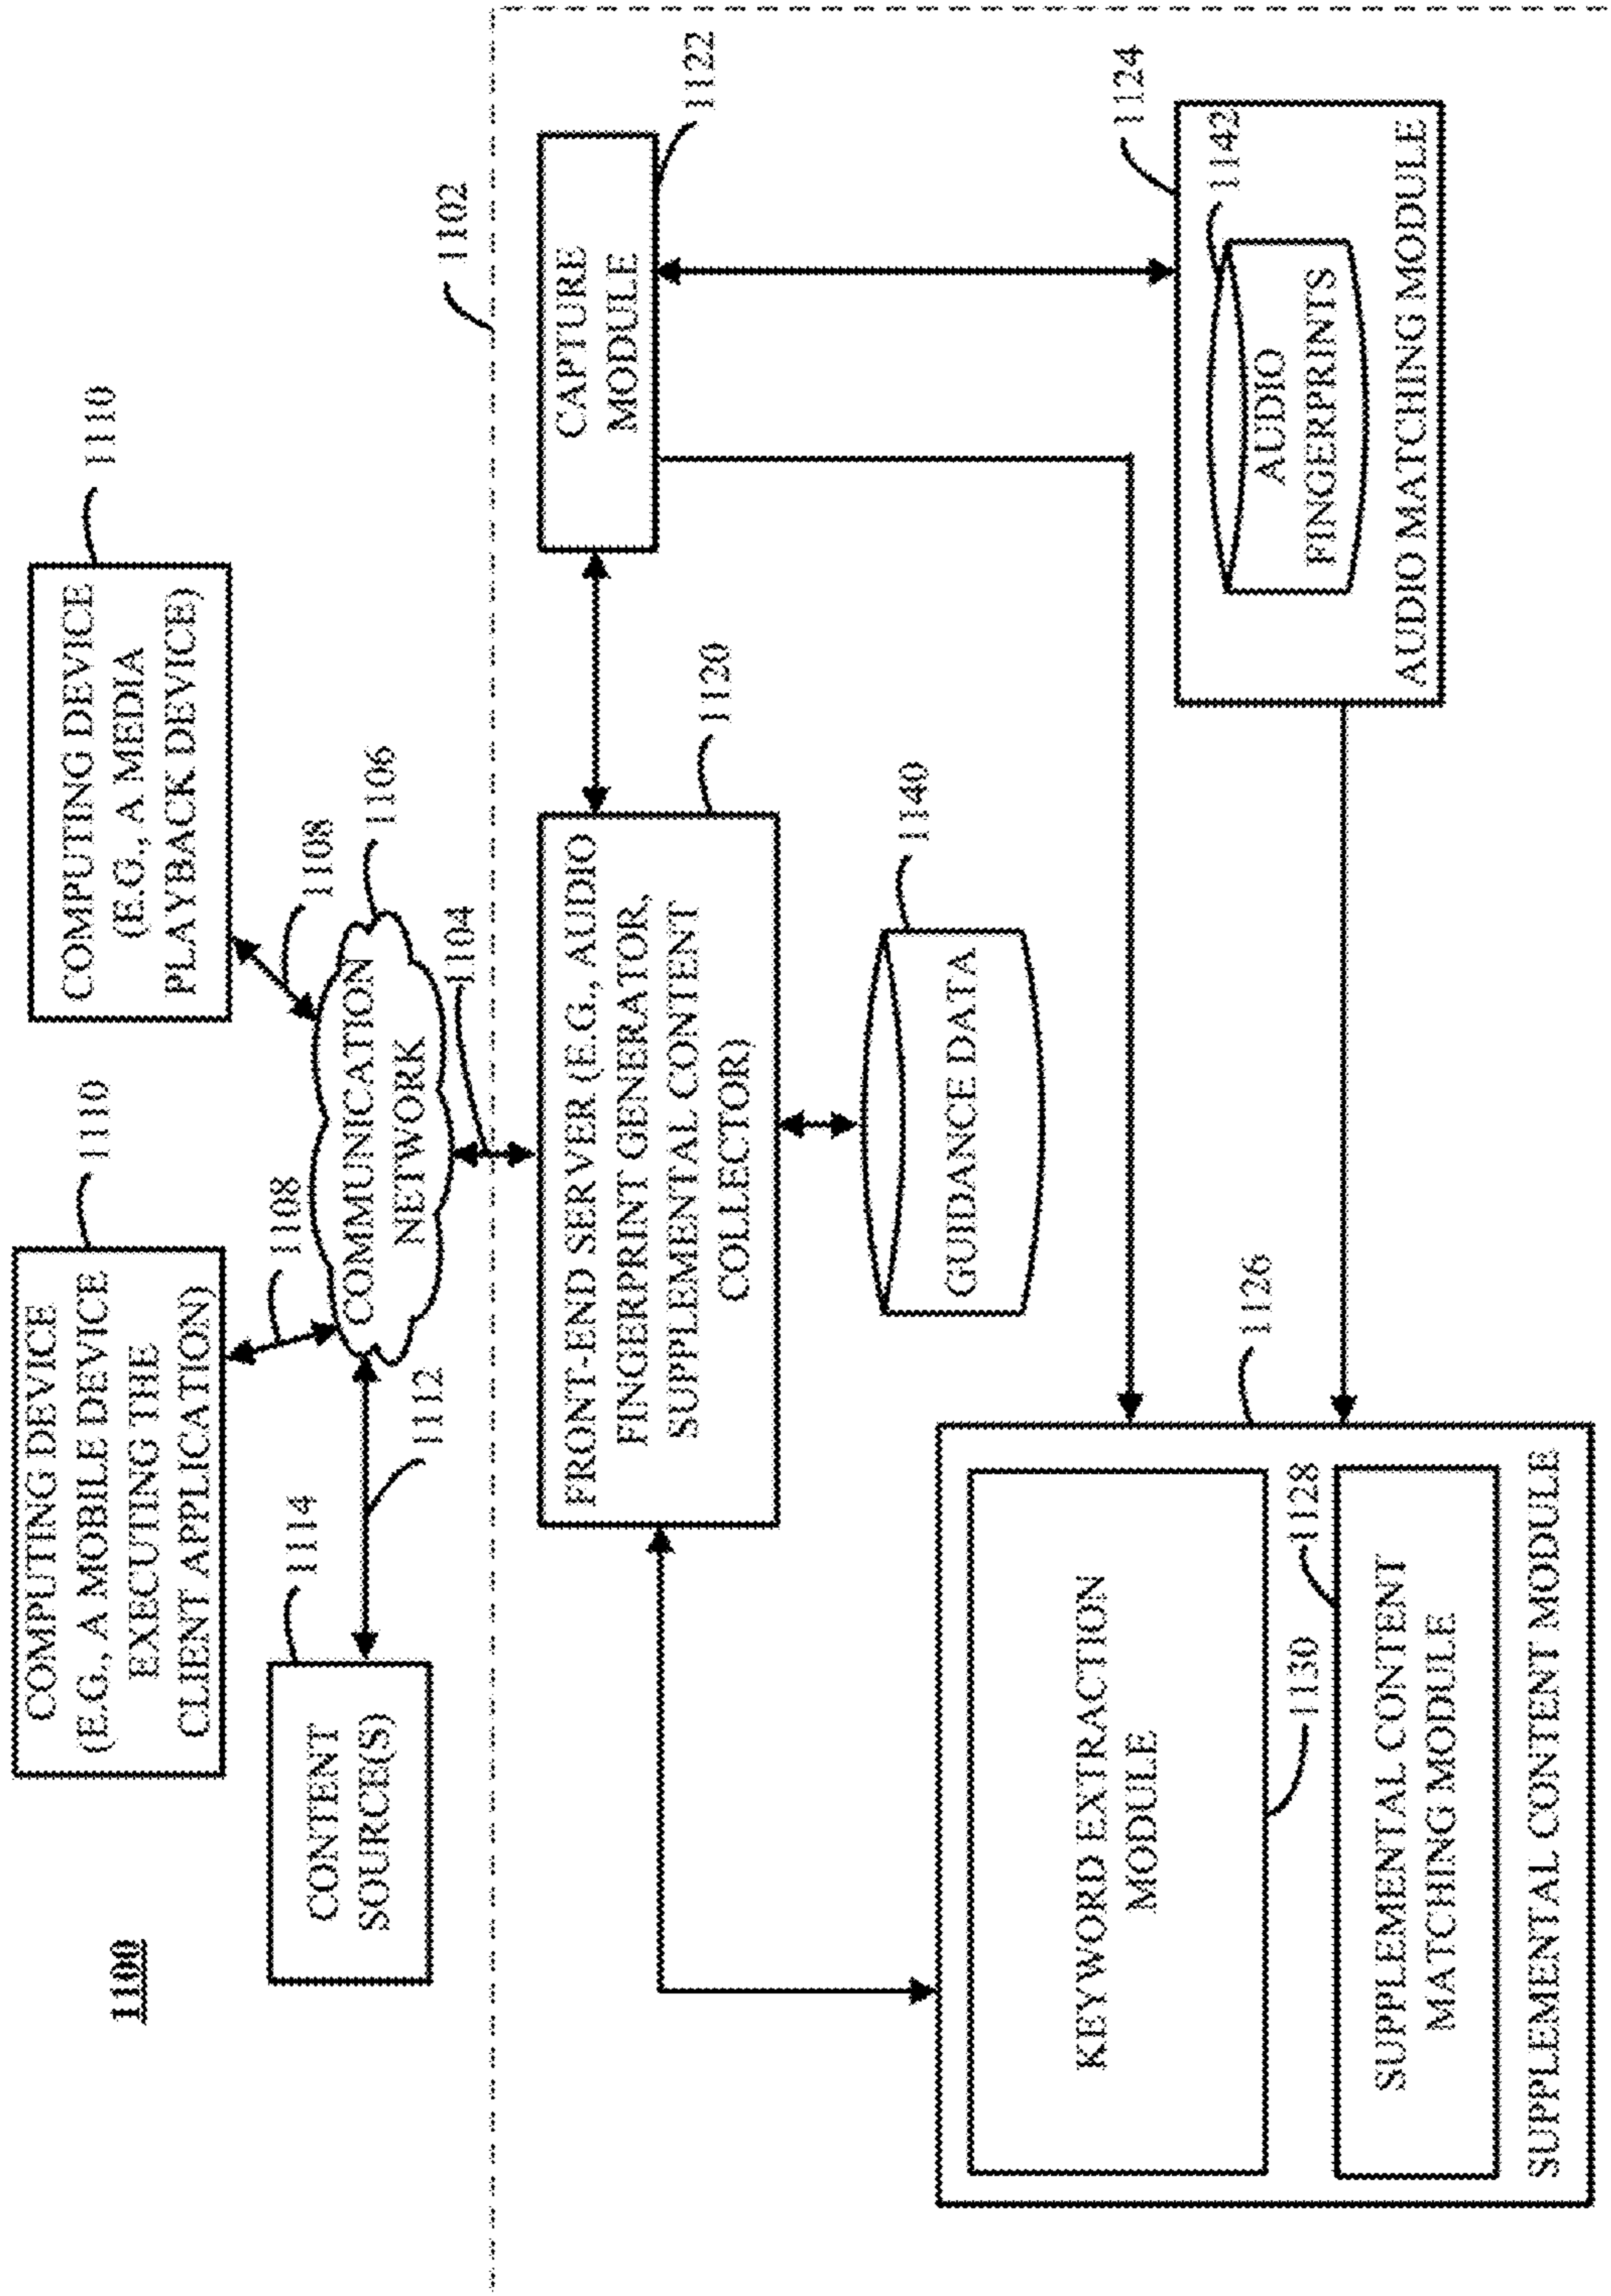 1100
COMPUTING DEVICE
(E.G., A MOBILE DEVICE
EXECUTING THE
CLIENT APPLICATION)
1110
COMPUTING DEVICE
(E.G., A MEDIA
PLAYBACK DEVICE)
1110
1108
1108
CONTENT
SOURCE(S)
1114
1112
COMMUNICATION
NETWORK
1106
1104
1102
FRONT-END SERVER (E.G., AUDIO
FINGERPRINT GENERATOR,
SUPPLEMENTAL CONTENT
COLLECTOR)
1120
CAPTURE
MODULE
1122
GUIDANCE DATA
1140
KEYWORD EXTRACTION
MODULE
1130
1128
SUPPLEMENTAL CONTENT
MATCHING MODULE
SUPPLEMENTAL CONTENT MODULE
1126
1124
1142
AUDIO
FINGERPRINTS
AUDIO MATCHING MODULE